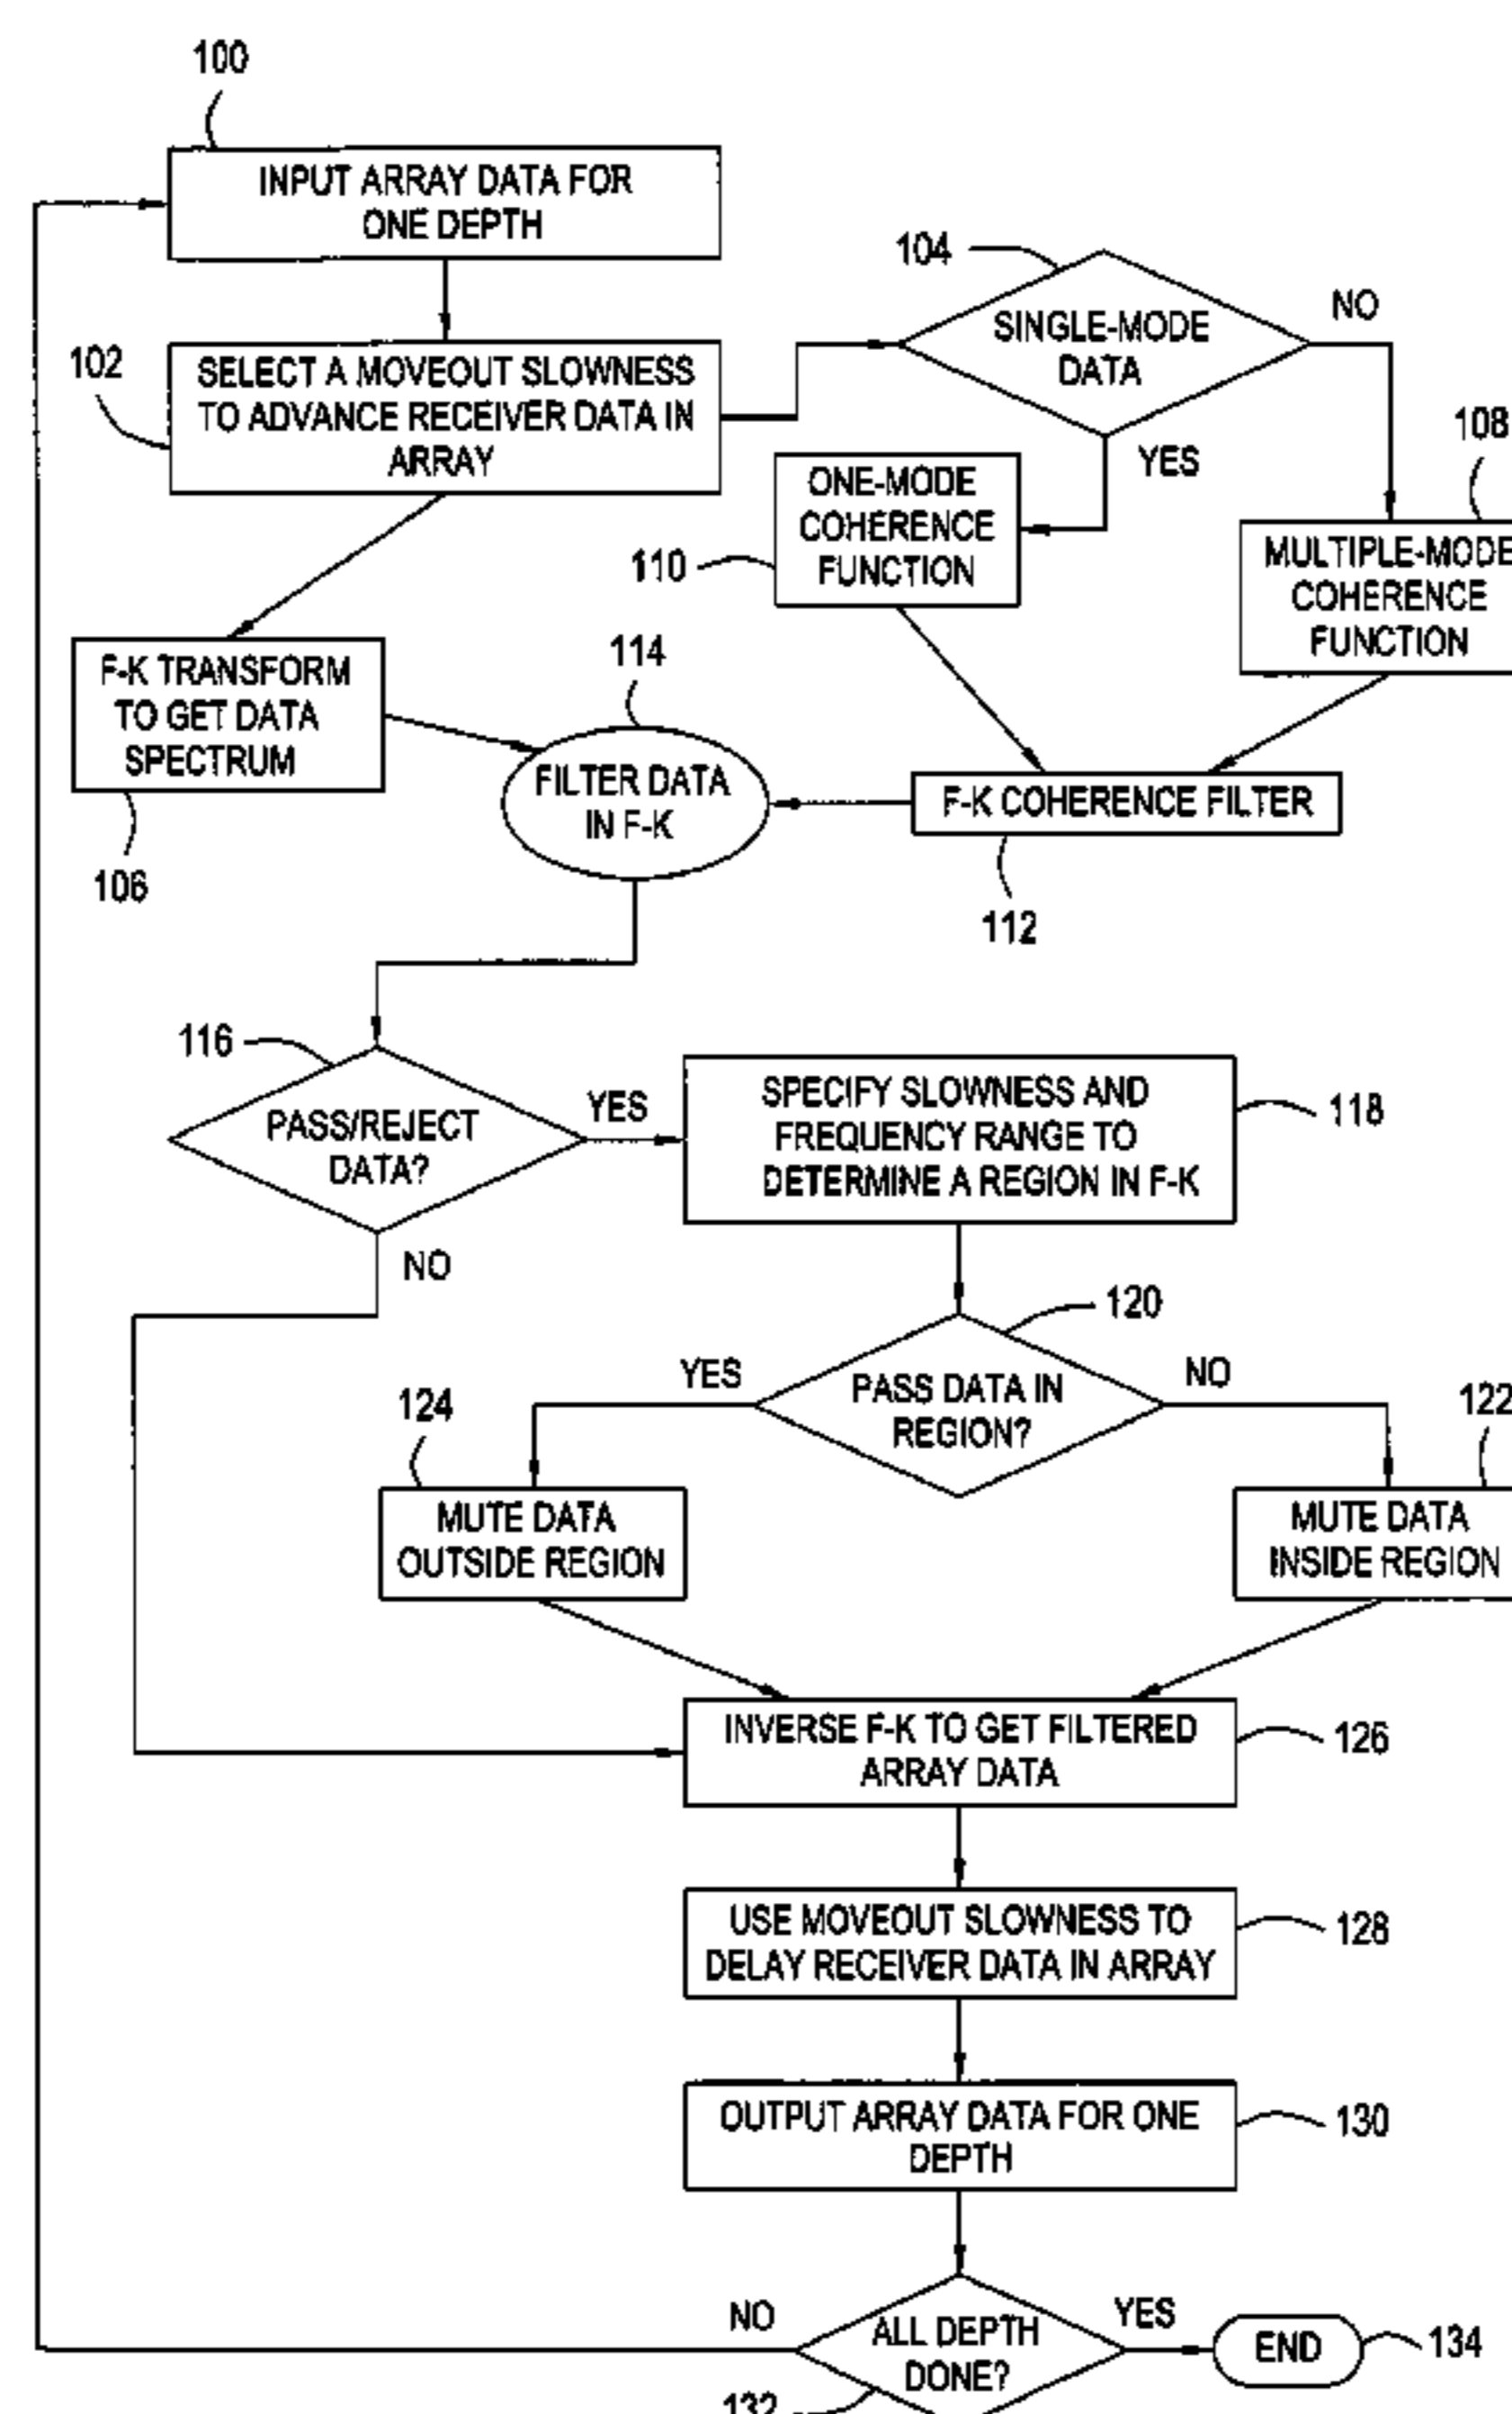 100
INPUT ARRAY DATA FOR
ONE DEPTH
102
SELECT A MOVEOUT SLOWNESS
TO ADVANCE RECEIVER DATA IN
ARRAY
104
SINGLE-MODE
DATA
NO
YES
108
MULTIPLE-MODE
COHERENCE
FUNCTION
110
ONE-MODE
COHERENCE
FUNCTION
F-K TRANSFORM
TO GET DATA
SPECTRUM
106
114
FILTER DATA
IN F-K
F-K COHERENCE FILTER
112
116
PASS/REJECT
DATA?
YES
NO
SPECIFY SLOWNESS AND
FREQUENCY RANGE TO
DETERMINE A REGION IN F-K
118
120
PASS DATA IN
REGION?
YES
NO
124
MUTE DATA
OUTSIDE REGION
122
MUTE DATA
INSIDE REGION
INVERSE F-K TO GET FILTERED
ARRAY DATA
126
USE MOVEOUT SLOWNESS TO
DELAY RECEIVER DATA IN ARRAY
128
OUTPUT ARRAY DATA FOR ONE
DEPTH
130
NO
ALL DEPTH
DONE?
YES
END
134
132